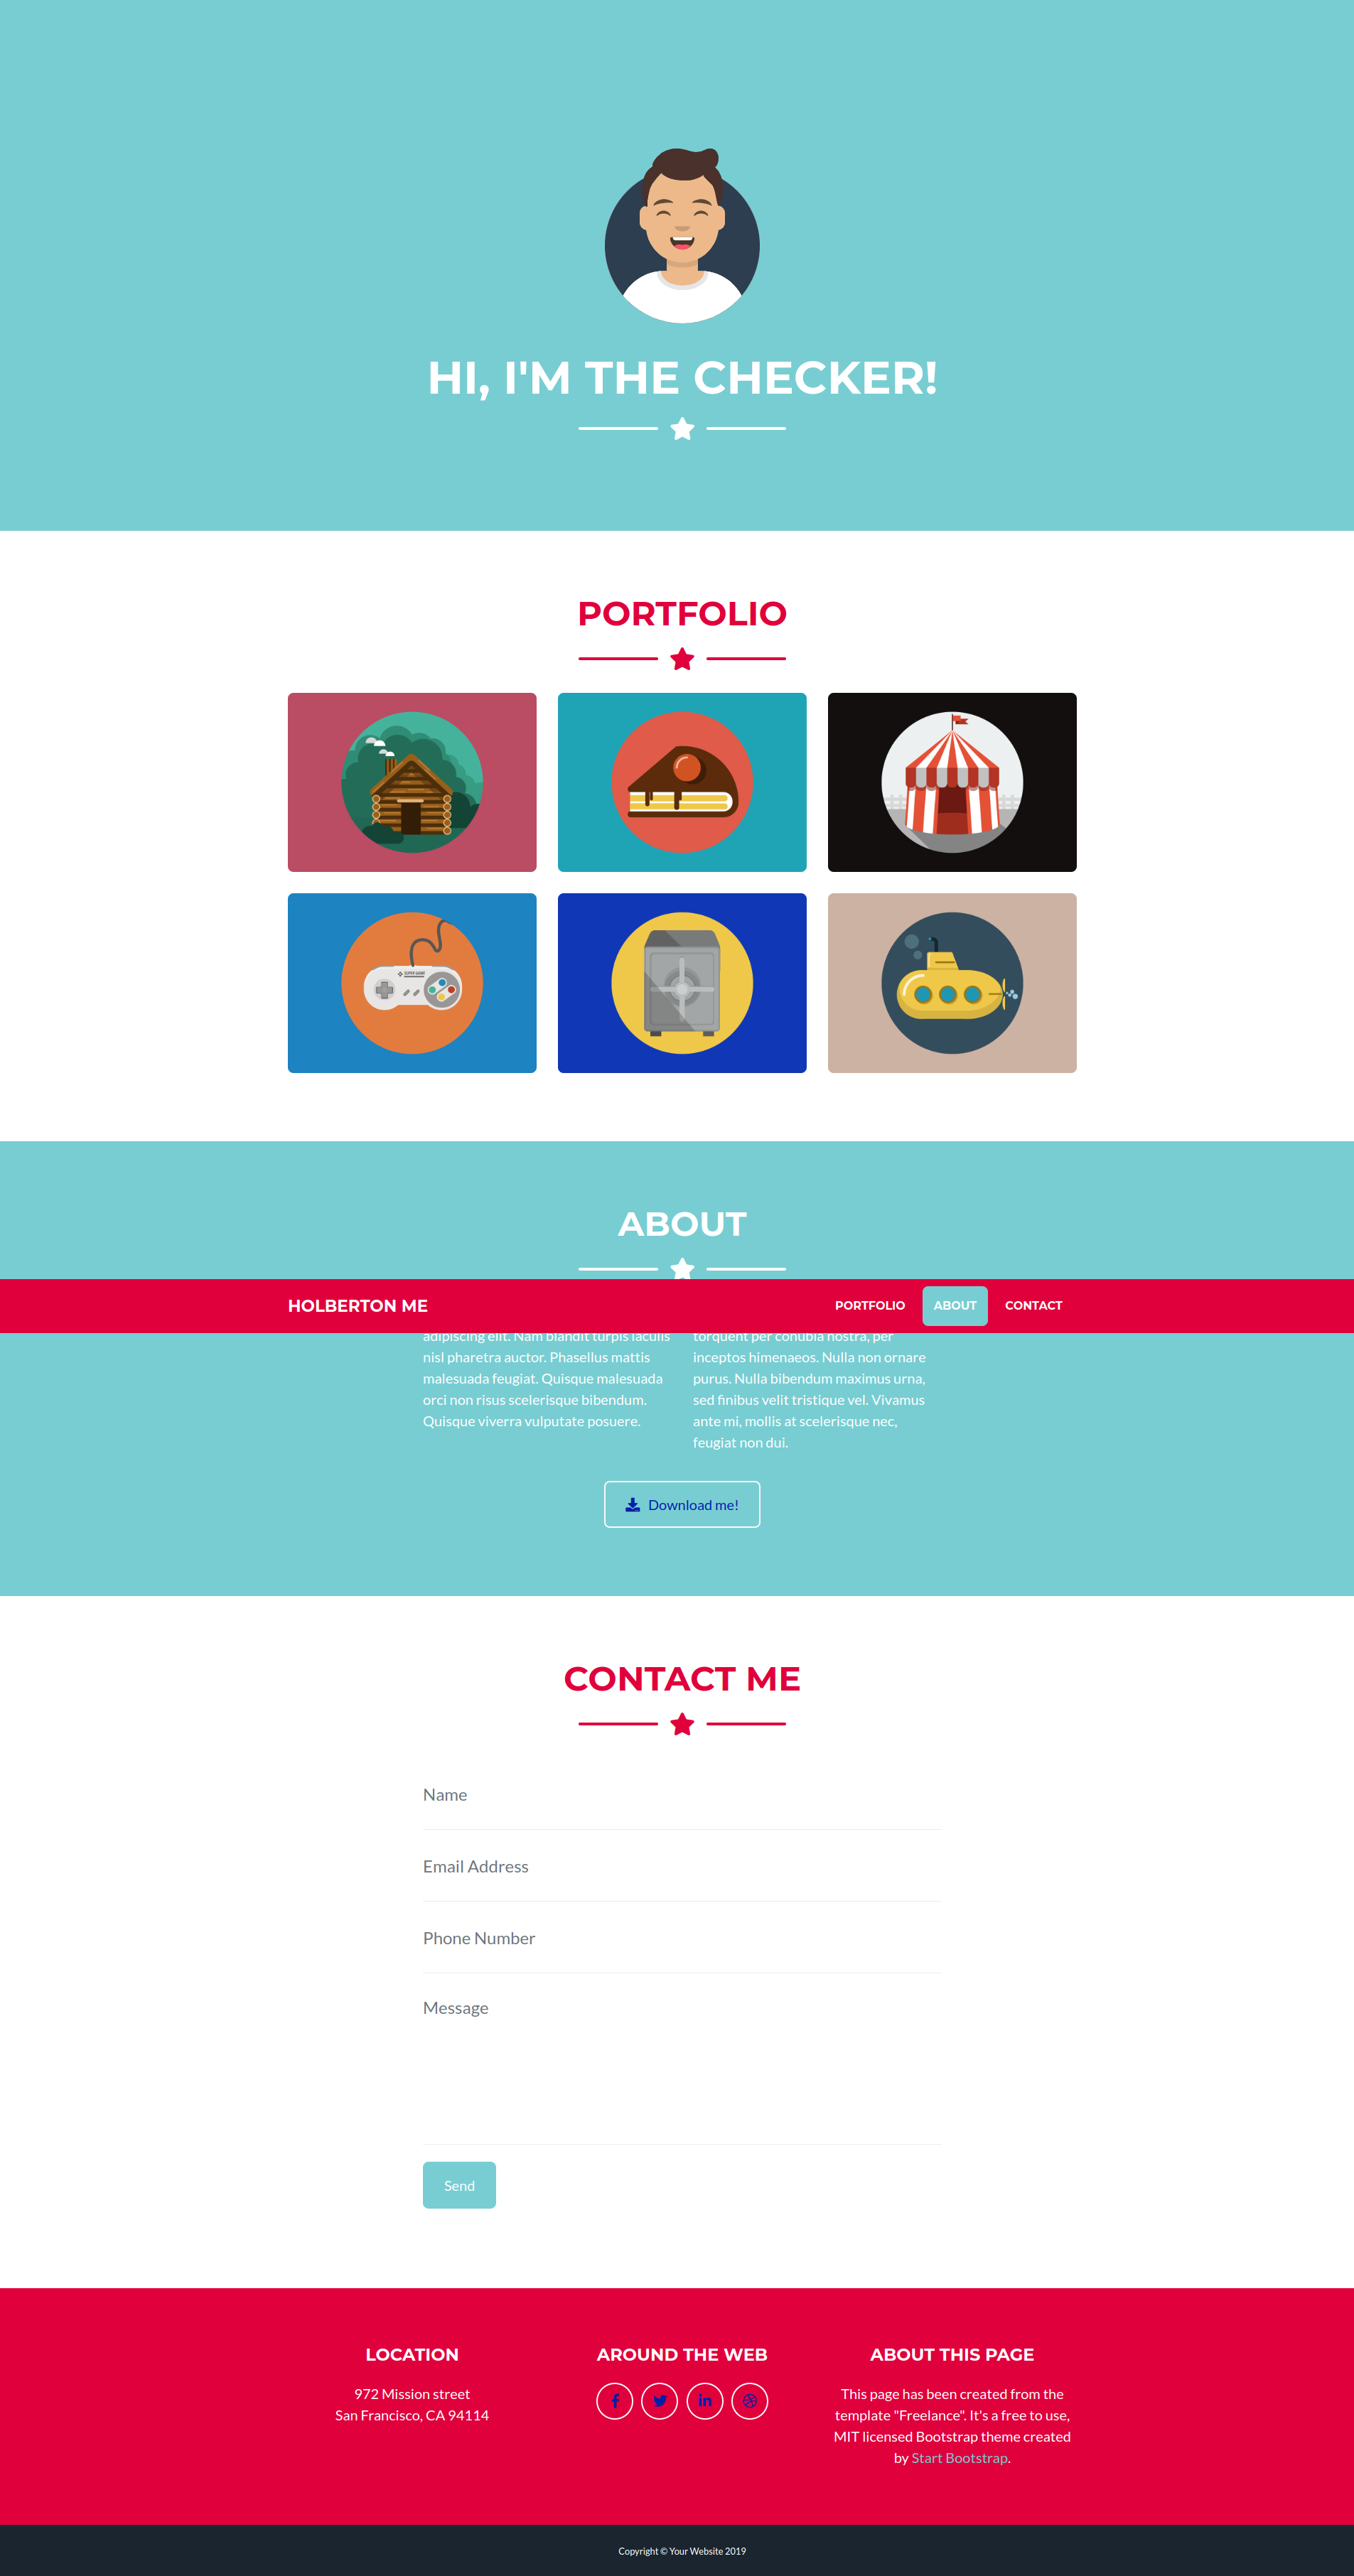 HI, I'M THE CHECKER!
PORTFOLIO
SUPER GAME
ABOUT
HOLBERTON ME
PORTFOLIO
ABOUT
CONTACT
adipiscing elit. Nam blandit turpis iaculis
nisl pharetra auctor. Phasellus mattis
malesuada feugiat. Quisque malesuada
orci non risus scelerisque bibendum.
Quisque viverra vulputate posuere.
torquent per conubia nostra, per
inceptos himenaeos. Nulla non ornare
purus. Nulla bibendum maximus urna,
sed finibus velit tristique vel. Vivamus
ante mi, mollis at scelerisque nec,
feugiat non dui.
Download me!
CONTACT ME
Name
Email Address
Phone Number
Message
Send
LOCATION
972 Mission street
San Francisco, CA 94114
AROUND THE WEB
ABOUT THIS PAGE
This page has been created from the
template "Freelance". It's a free to use,
MIT licensed Bootstrap theme created
by Start Bootstrap.
Copyright © Your Website 2019